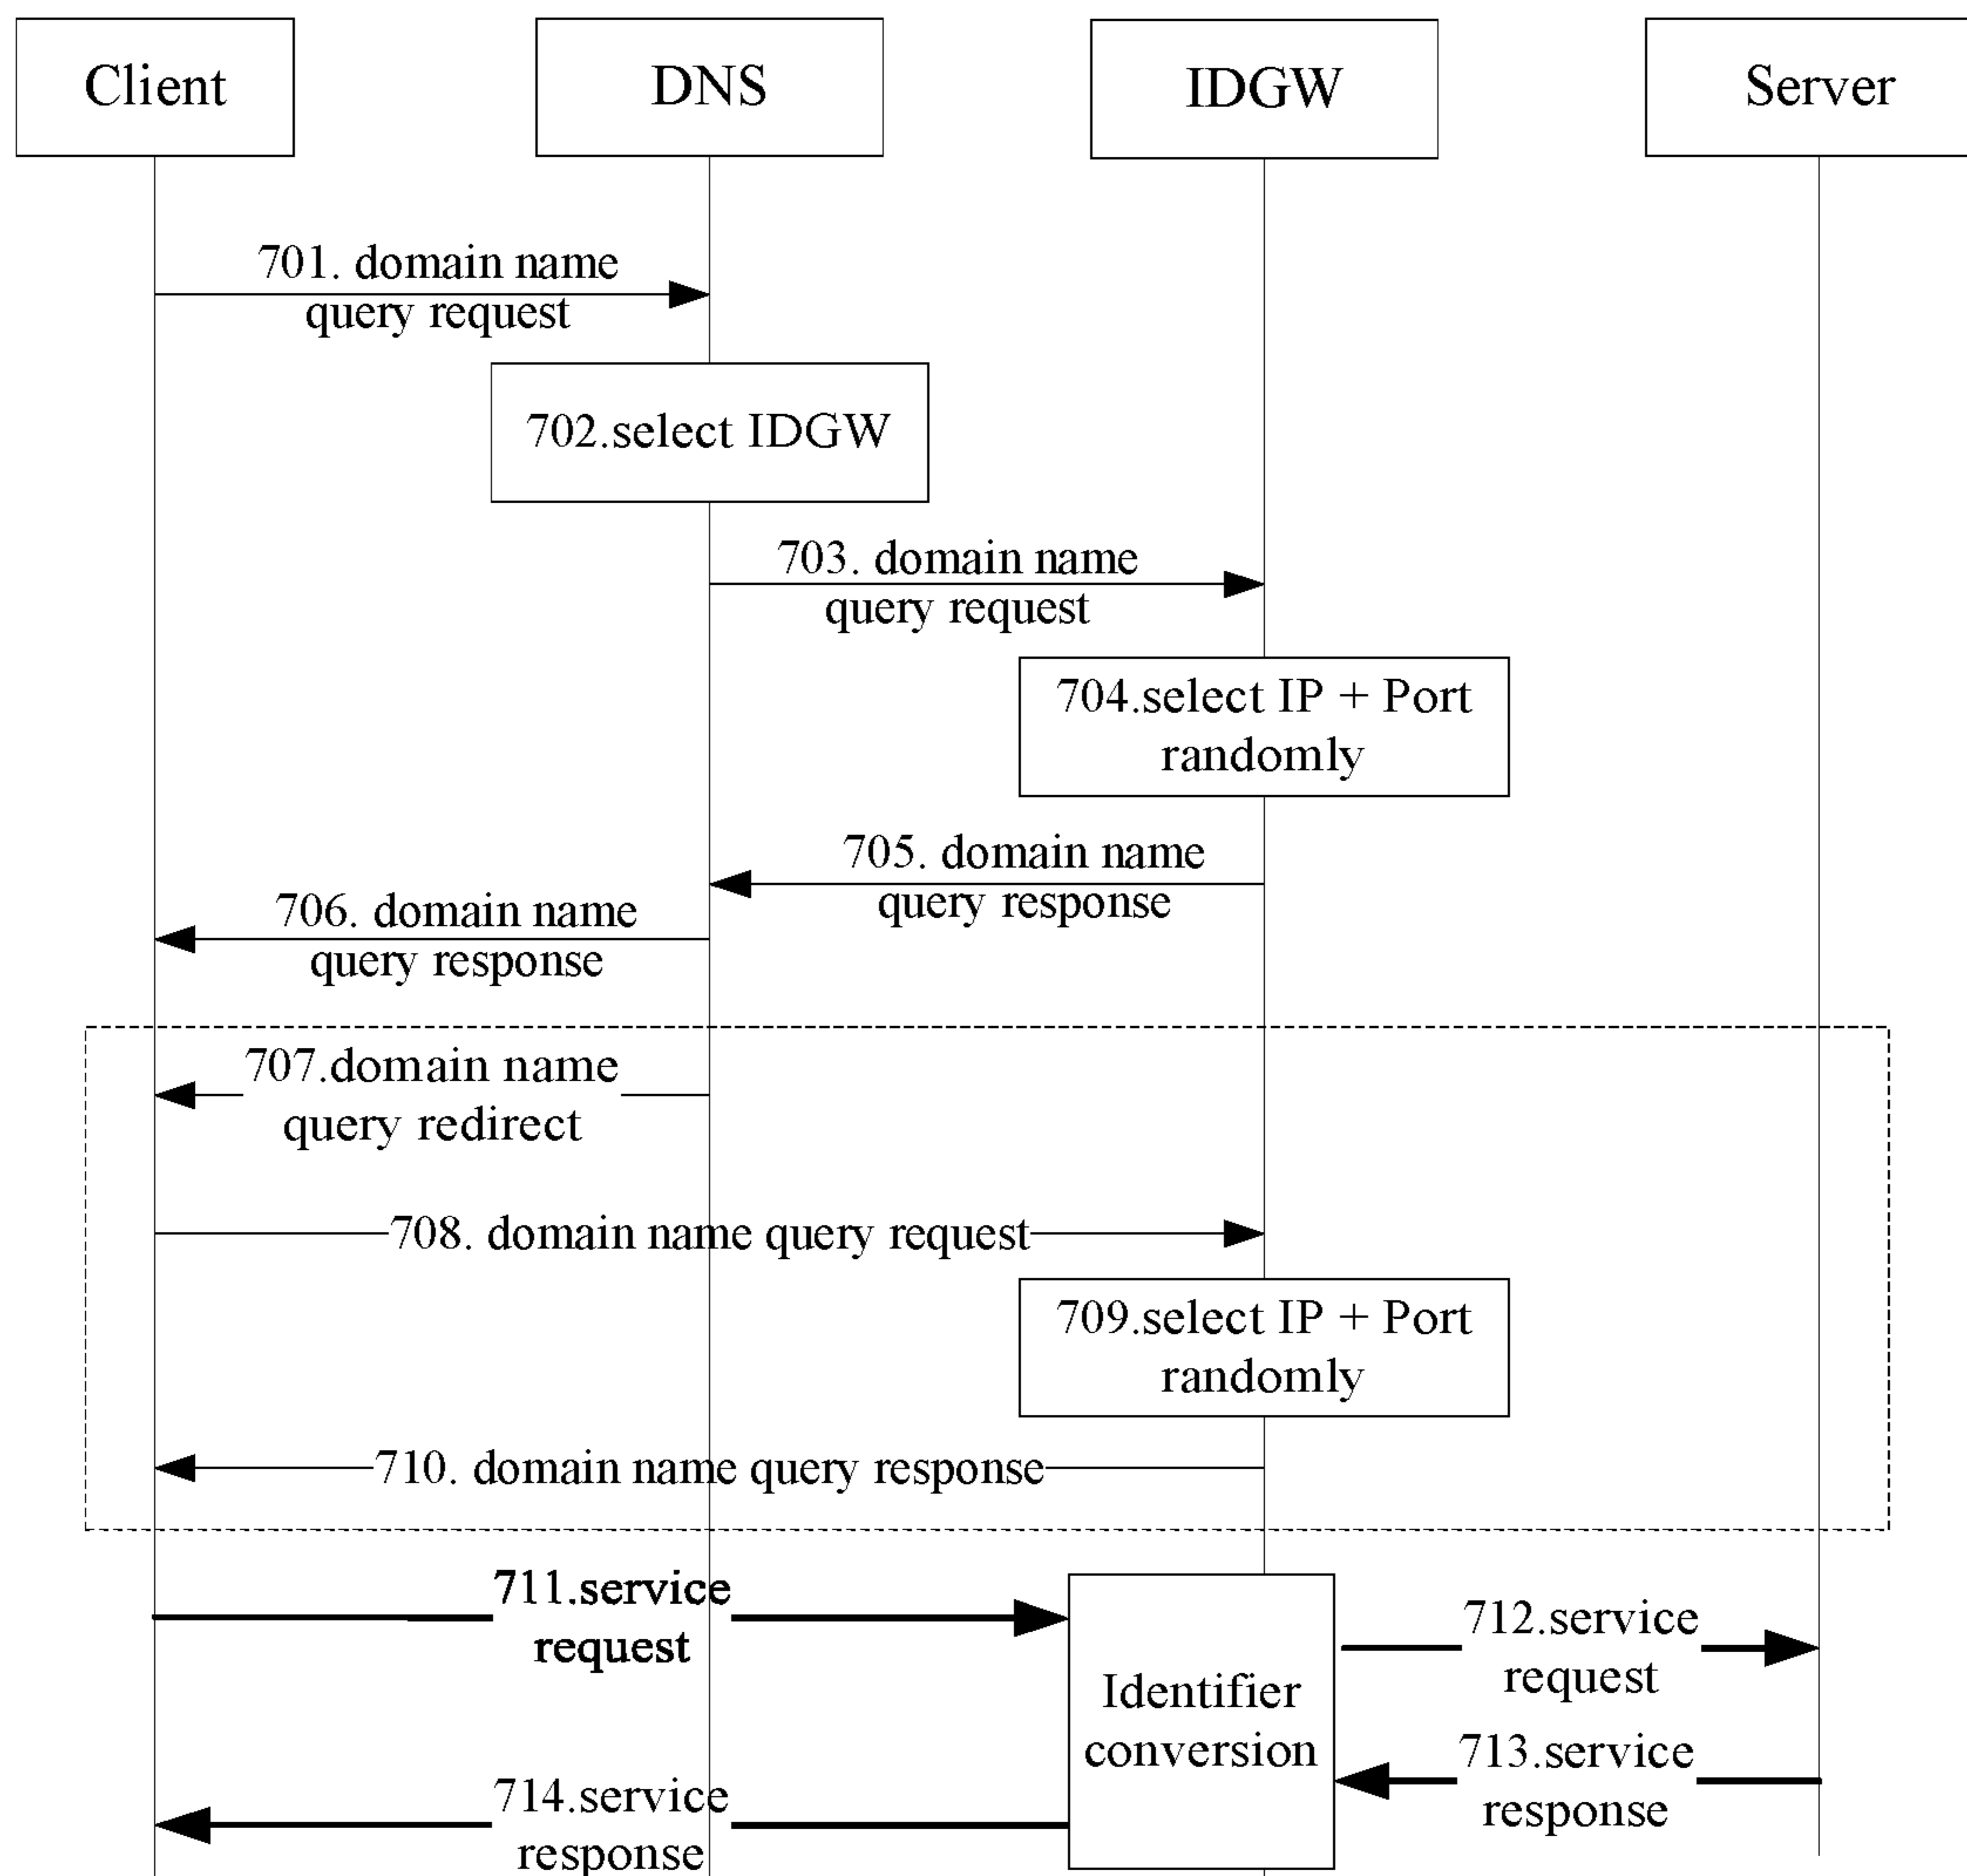 Client
DNS
IDGW
Server
701. domain name
query request
702.select IDGW
703. domain name
query request
704.select IP + Port
randomly
705. domain name
query response
706. domain name
query response
707.domain name
query redirect
708. domain name query request
709.select IP + Port
randomly
710. domain name query response
711.service
request
712.service
request
Identifier
conversion
713.service
response
714.service
response